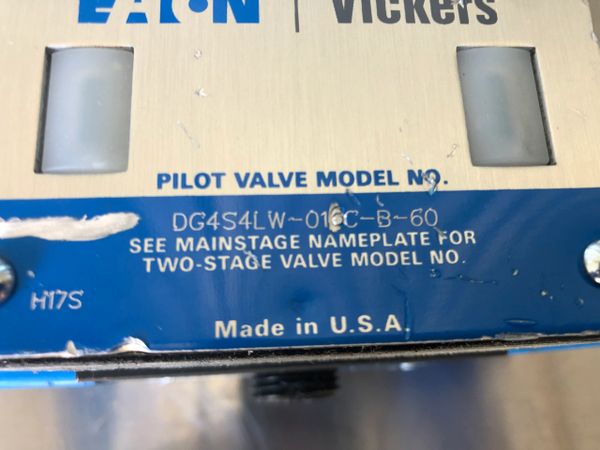 EATON | Vickers
PILOT VALVE MODEL NO.
DG4S4LW-016C-B-60
SEE MAINSTAGE NAMEPLATE FOR
TWO-STAGE VALVE MODEL NO.
H17S
Made in U.S.A.